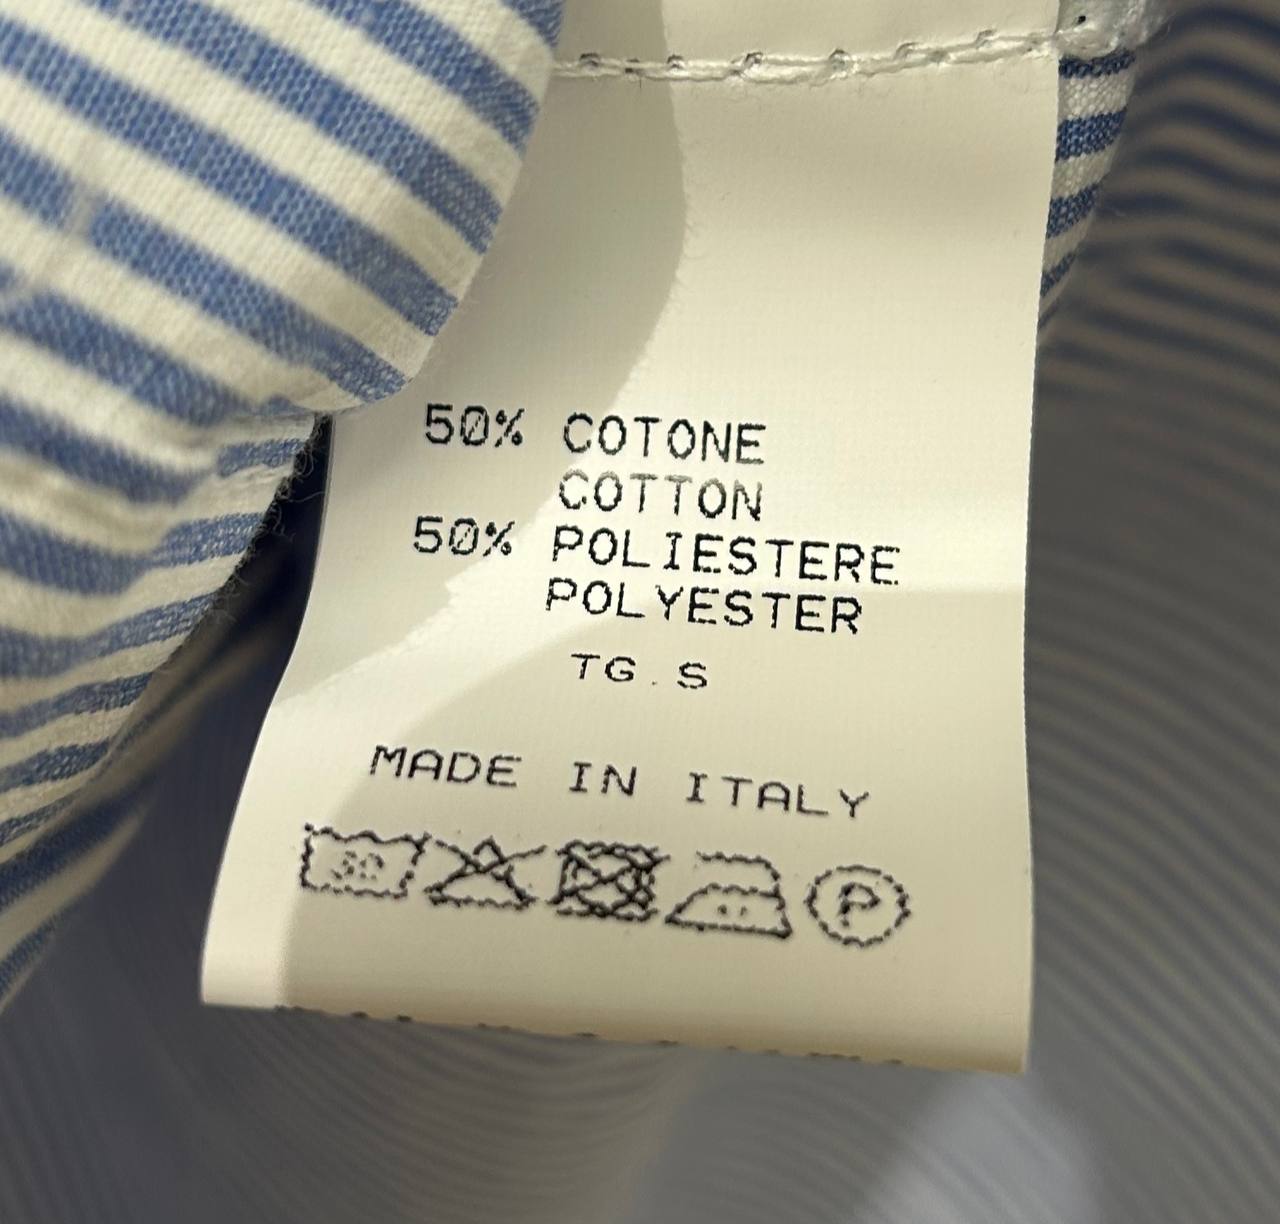 50% COTONE
COTTON
50% POLIESTERE
POLYESTER
TG.S
MADE IN ITALY
30
P